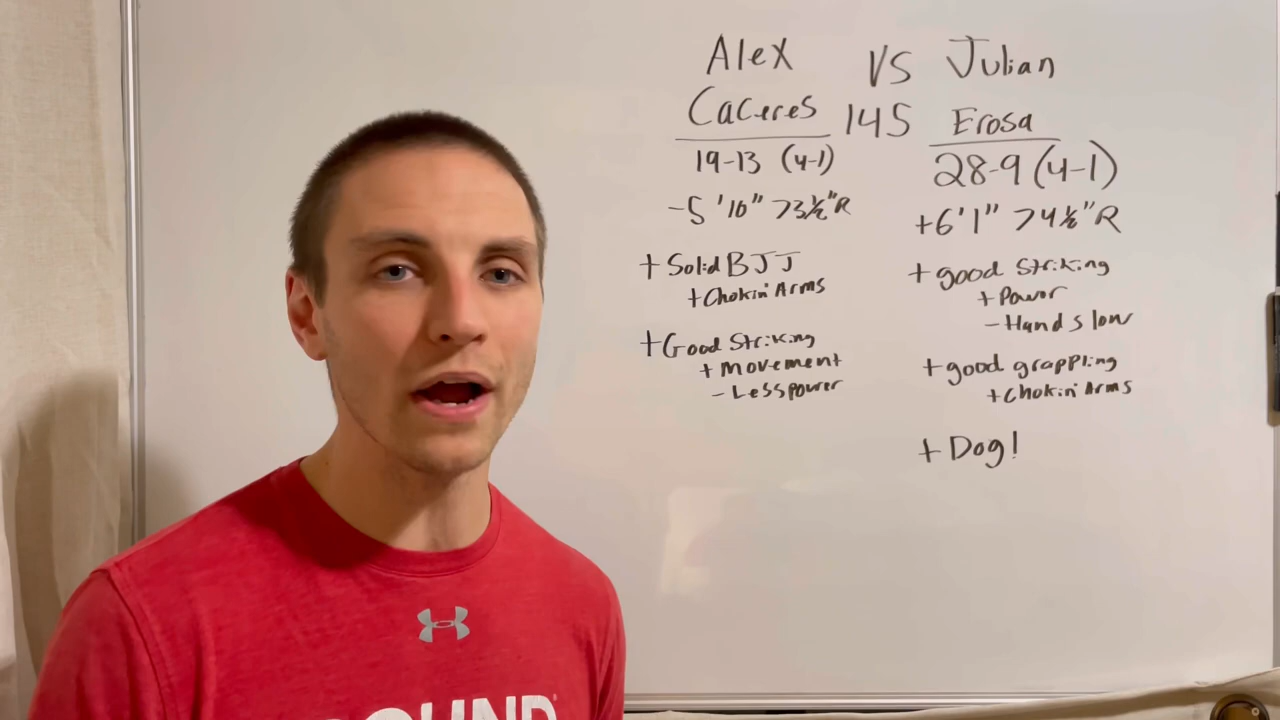 Alex VS Julian
Caceres 145 Erosa
19-13 (4-1)
-5'10" 73½"R
+ Solid BJJ
+ Chokin' Arms
+ Good Striking
+ Movement
- Less power
28-9 (4-1)
+6'1" 74½"R
+ good Striking
+ Power
- Hands low
+ good grappling
+ Chokin' Arms
+ Dog!